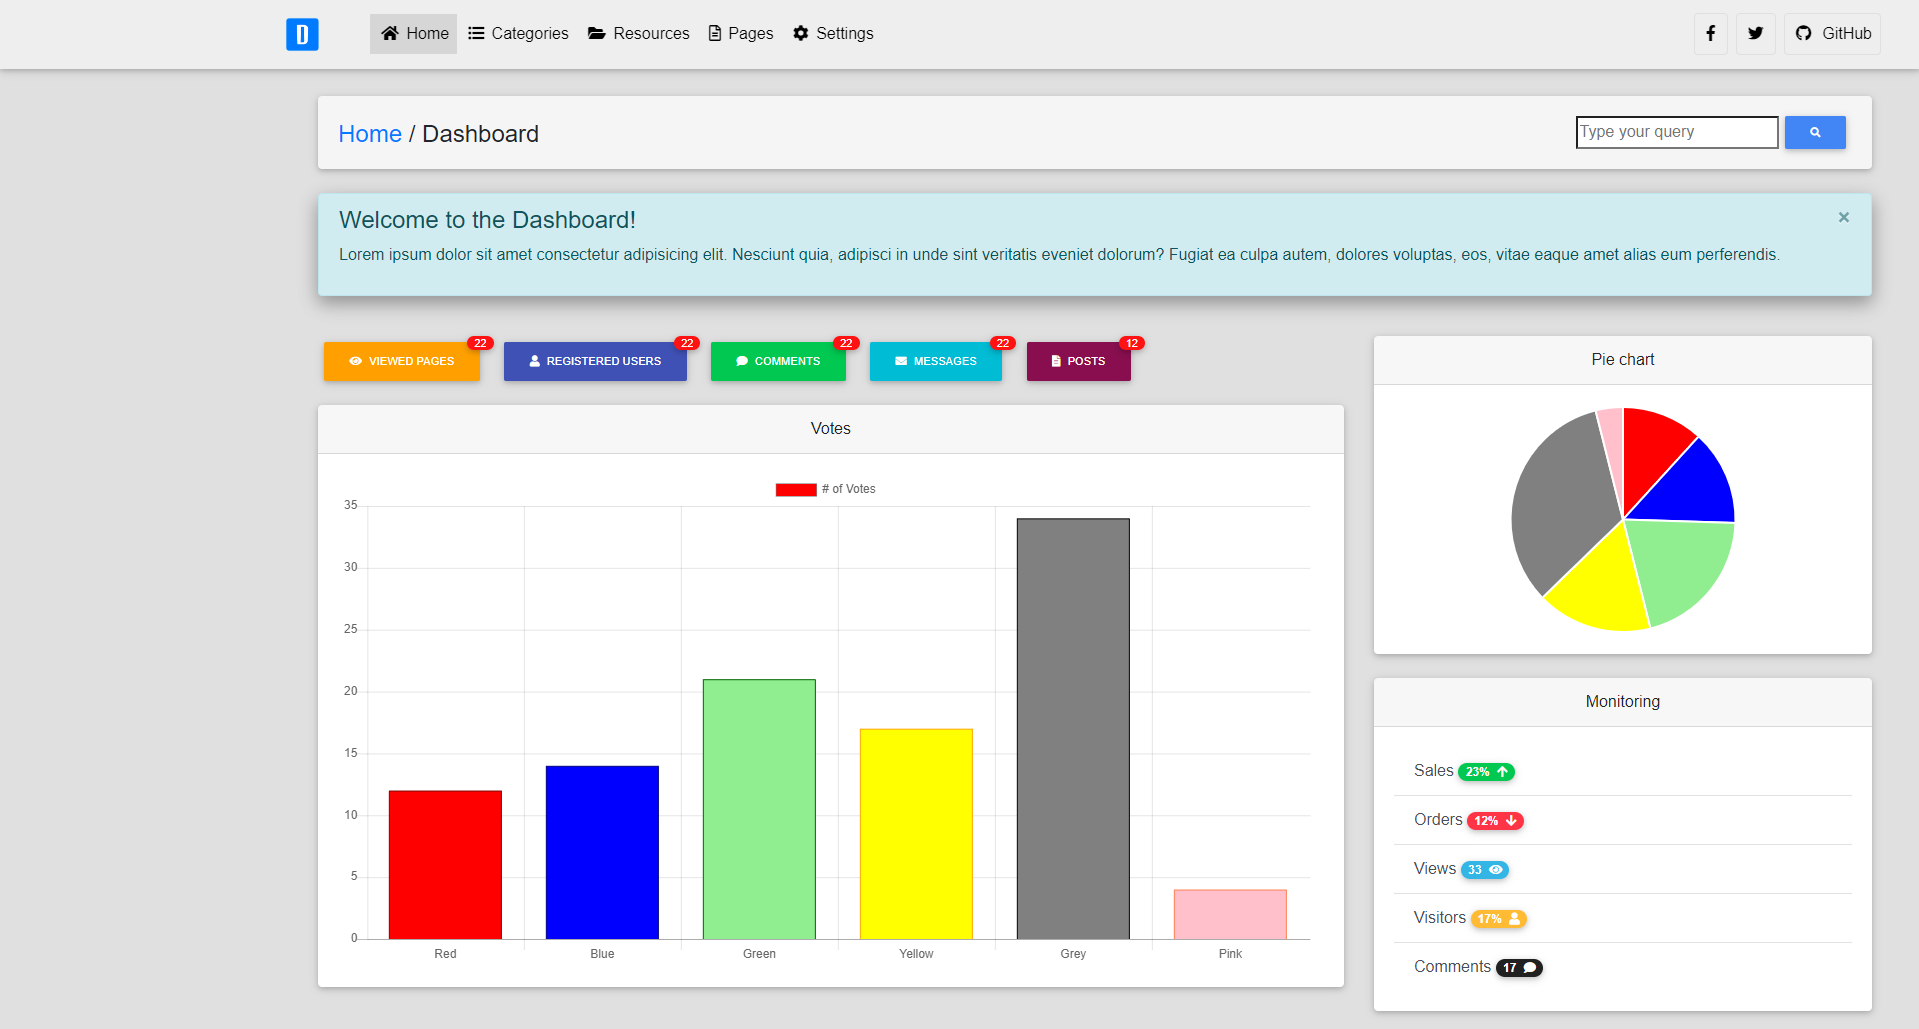 D Home Categories Resources Pages Settings GitHub
Home / Dashboard Type your query
Welcome to the Dashboard! ×
Lorem ipsum dolor sit amet consectetur adipisicing elit. Nesciunt quia, adipisci in unde sint veritatis eveniet dolorum? Fugiat ea culpa autem, dolores voluptas, eos, vitae eaque amet alias eum perferendis.
VIEWED PAGES 22 REGISTERED USERS 22 COMMENTS 22 MESSAGES 22 POSTS 12
Votes
# of Votes
35
30
25
20
15
10
5
0
Red Blue Green Yellow Grey Pink
Pie chart
Monitoring
Sales 23%
Orders 12%
Views 33
Visitors 17%
Comments 17